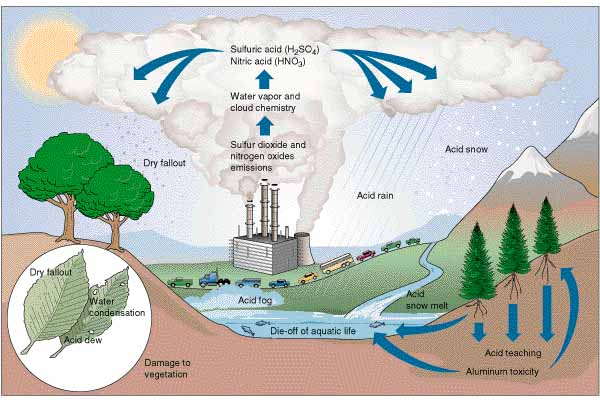 Sulfuric acid (H₂SO₄)
Nitric acid (HNO₃)
Water vapor and
cloud chemistry
Sulfur dioxide and
nitrogen oxides
emissions
Dry fallout
Acid snow
Acid rain
Dry fallout
Water
condensation
Acid dew
Acid fog
Acid
snow melt
Die-off of aquatic life
Damage to
vegetation
Acid teaching
Aluminum toxicity